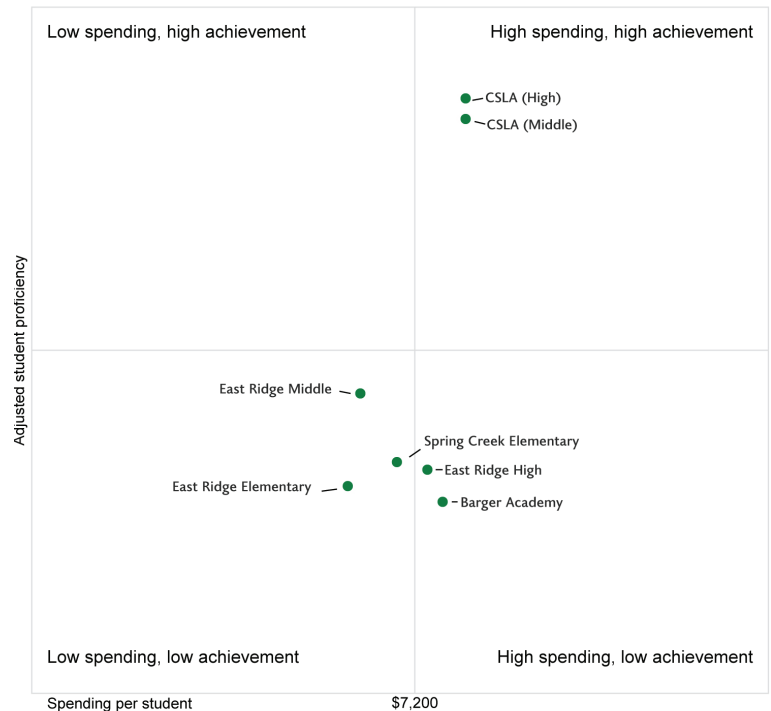 Low spending, high achievement
High spending, high achievement
CSLA (High)
CSLA (Middle)
Adjusted student proficiency
East Ridge Middle
Spring Creek Elementary
East Ridge High
East Ridge Elementary
Barger Academy
Low spending, low achievement
High spending, low achievement
Spending per student
$7,200